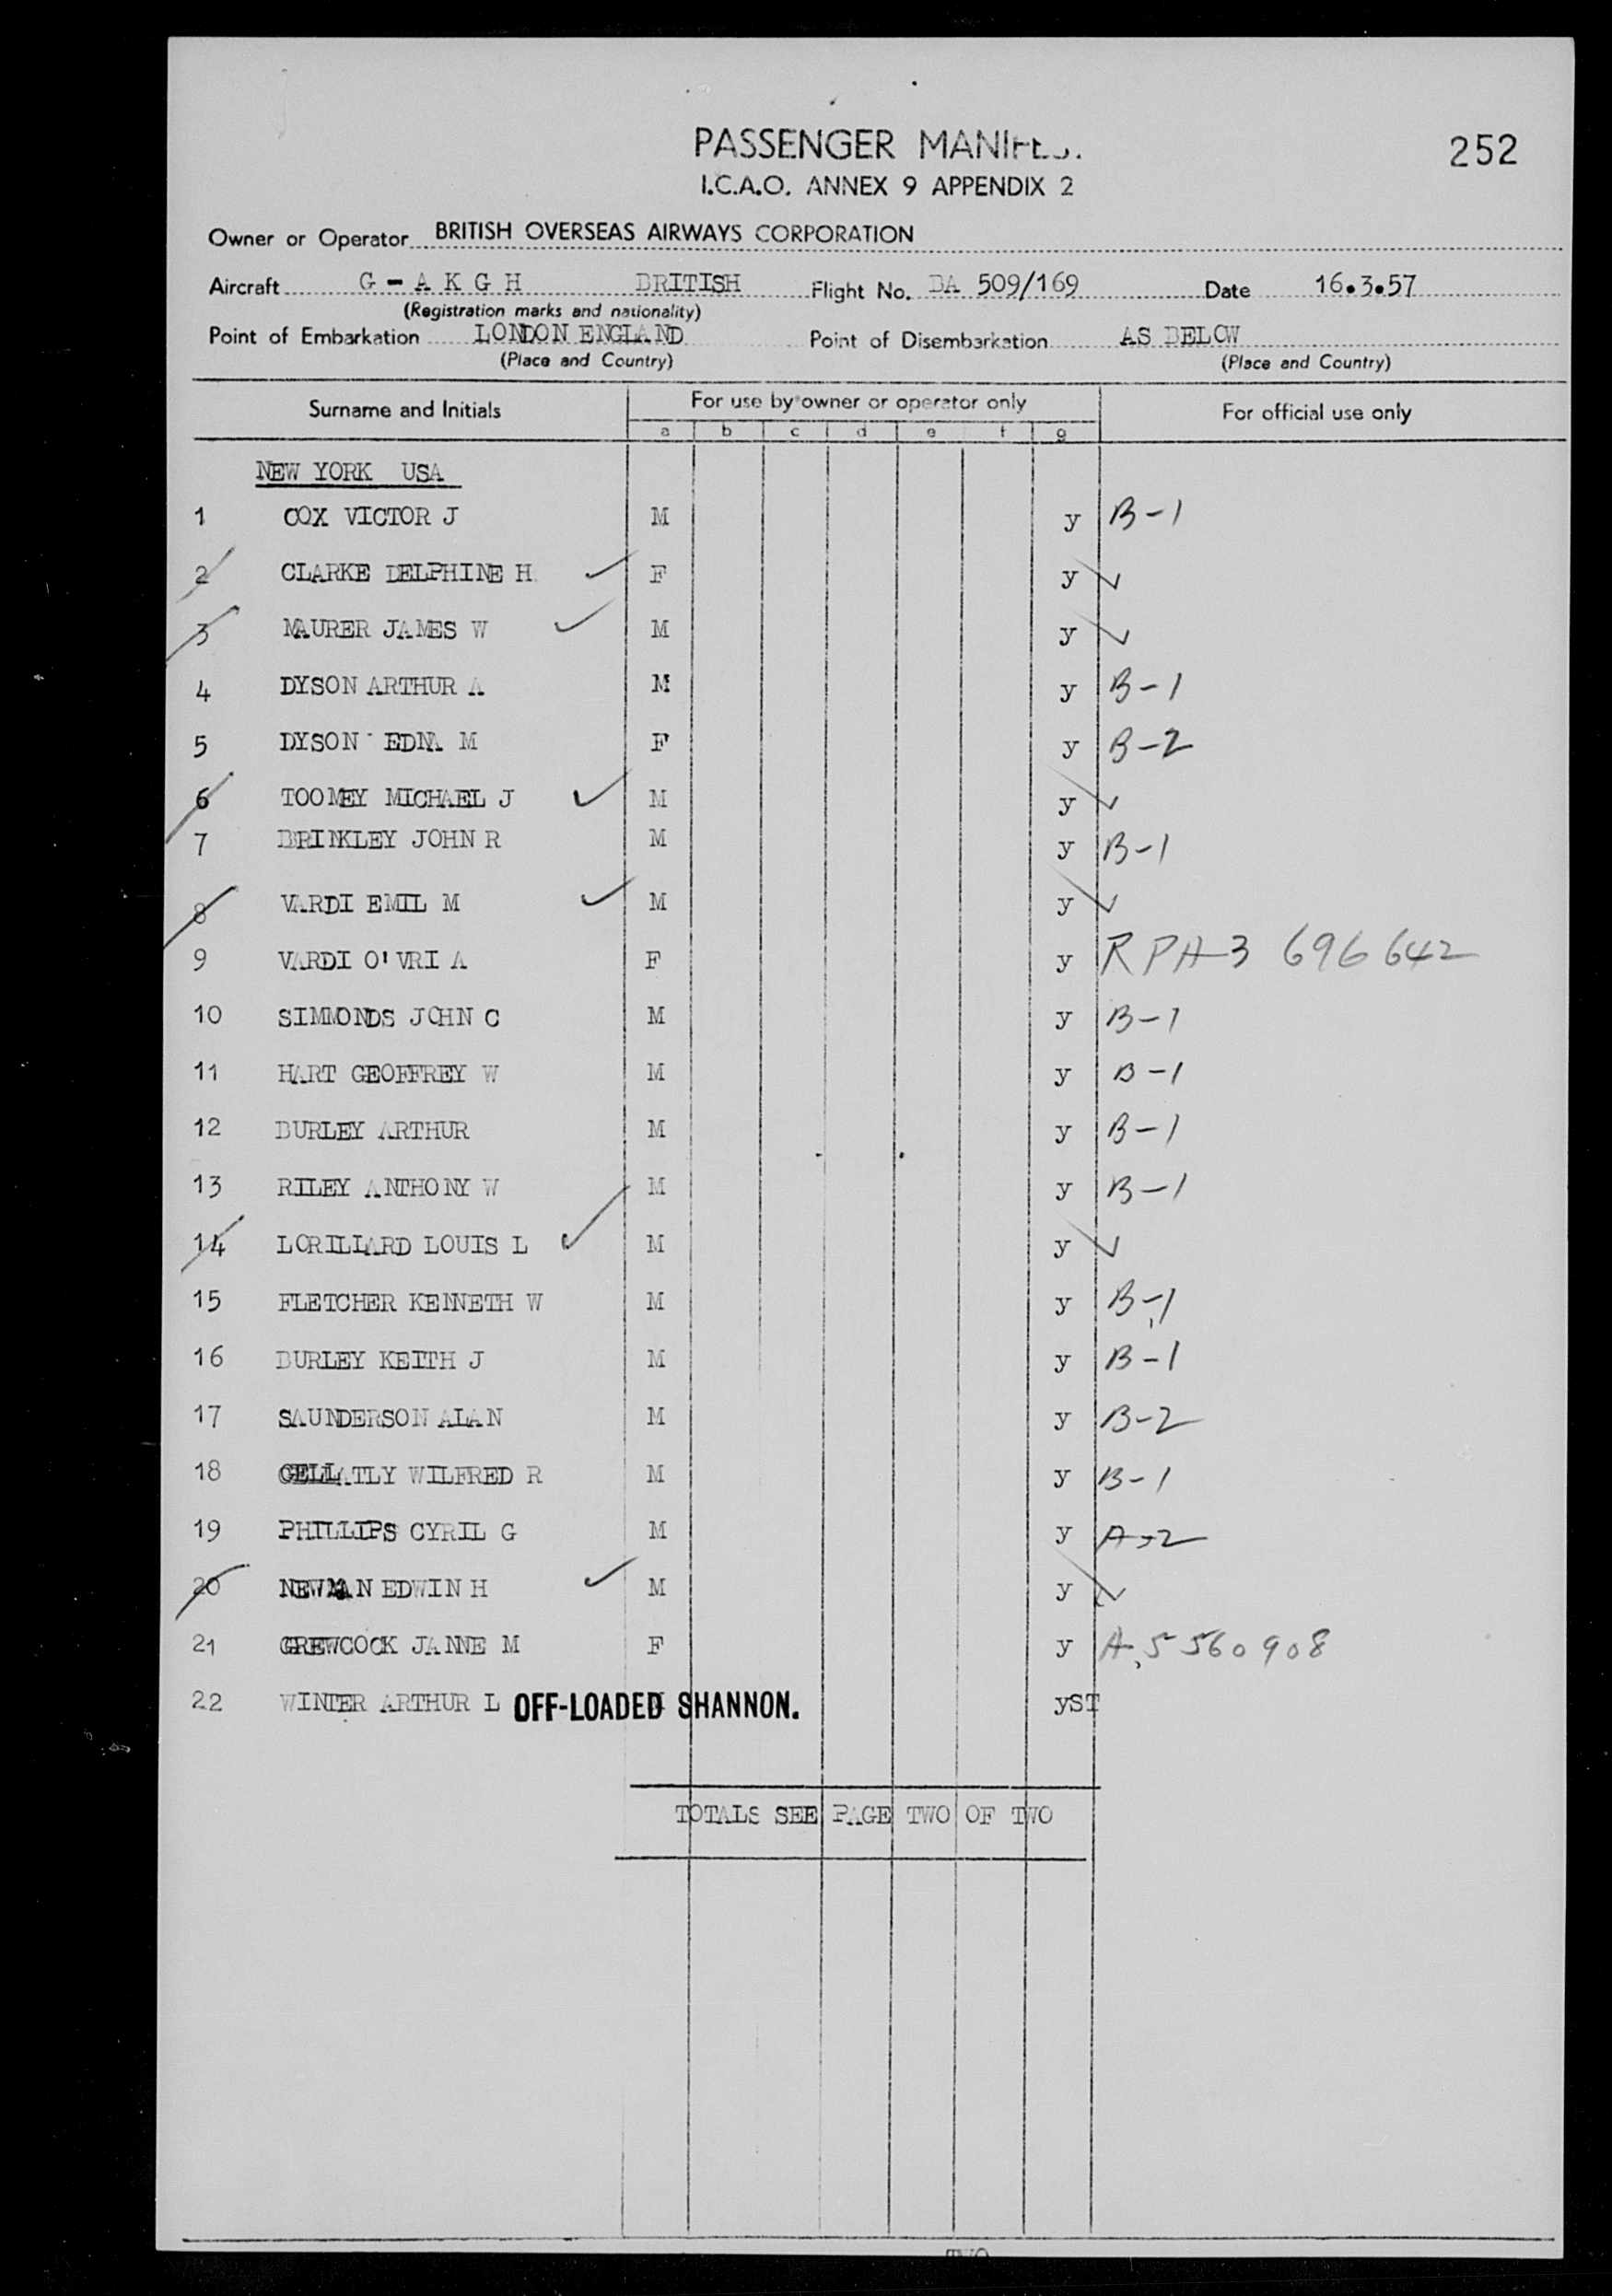 PASSENGER MANIFES.
252
I.C.A.O. ANNEX 9 APPENDIX 2
Owner or Operator BRITISH OVERSEAS AIRWAYS CORPORATION
Aircraft G - A K G H BRITISH Flight No. BA 509/169 Date 16.3.57
(Registration marks and nationality)
Point of Embarkation LONDON ENGLAND Point of Disembarkation AS BELOW
(Place and Country) (Place and Country)
Surname and Initials For use by owner or operator only For official use only
a b c d e f g
NEW YORK USA
1 COX VICTOR J M y B-1
2 CLARKE DELPHINE H F y ✓
3 MAURER JAMES W M y ✓
4 DYSON ARTHUR A M y B-1
5 DYSON EDNA M F y B-2
6 TOOMEY MICHAEL J M y ✓
7 BRINKLEY JOHN R M y B-1
8 VARDI EMIL M M y ✓
9 VARDI O'VRI A F y RPA-3 696642
10 SIMMONDS JOHN C M y B-1
11 HART GEOFFREY W M y B-1
12 BURLEY ARTHUR M y B-1
13 RILEY ANTHONY W M y B-1
14 LORILLARD LOUIS L M y ✓
15 FLETCHER KENNETH W M y B-1
16 BURLEY KEITH J M y B-1
17 SAUNDERSON ALAN M y B-2
18 GELLATLY WILFRED R M y B-1
19 PHILLIPS CYRIL G M y A-2
20 NEWMAN EDWIN H M y ✓
21 GREWCOCK JANNE M F y A 5 560 908
22 WINTER ARTHUR L OFF-LOADED SHANNON. yST
TOTALS SEE PAGE TWO OF TWO